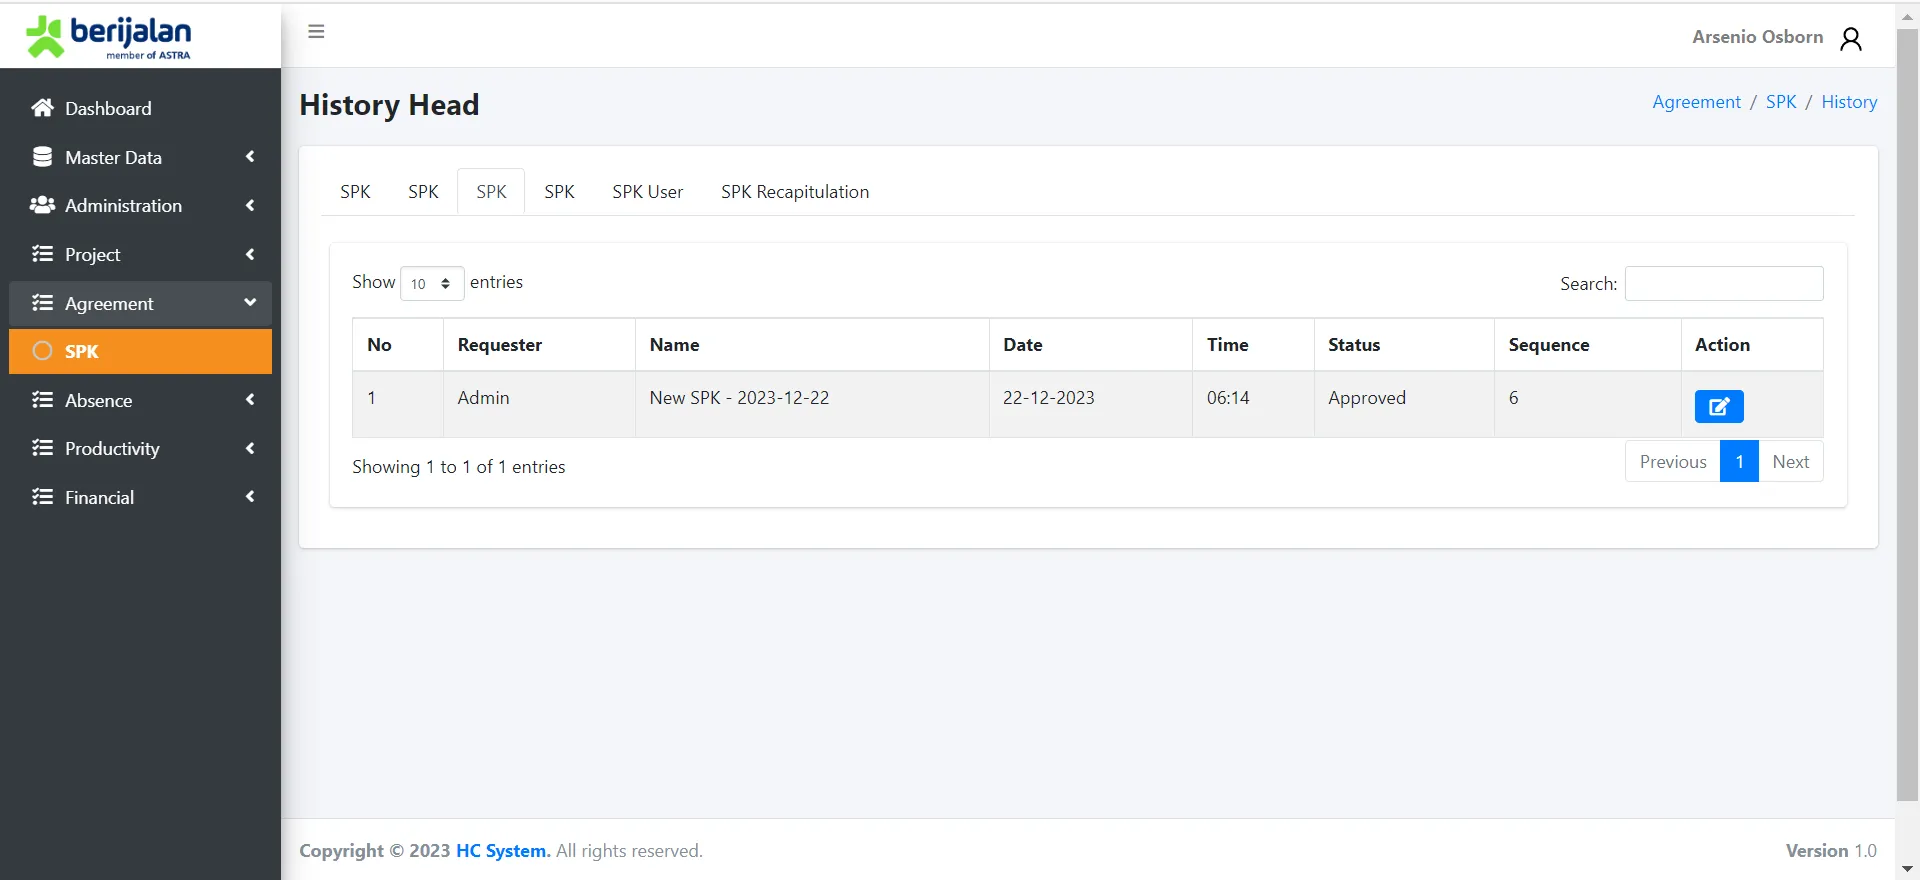 berijalan
member of ASTRA
Arsenio Osborn
Dashboard
Master Data
Administration
Project
Agreement
SPK
Absence
Productivity
Financial
History Head
Agreement / SPK / History
SPK SPK SPK SPK SPK User SPK Recapitulation
Show 10 entries
Search:
No Requester Name Date Time Status Sequence Action
1 Admin New SPK - 2023-12-22 22-12-2023 06:14 Approved 6
Showing 1 to 1 of 1 entries
Previous 1 Next
Copyright © 2023 HC System. All rights reserved.
Version 1.0